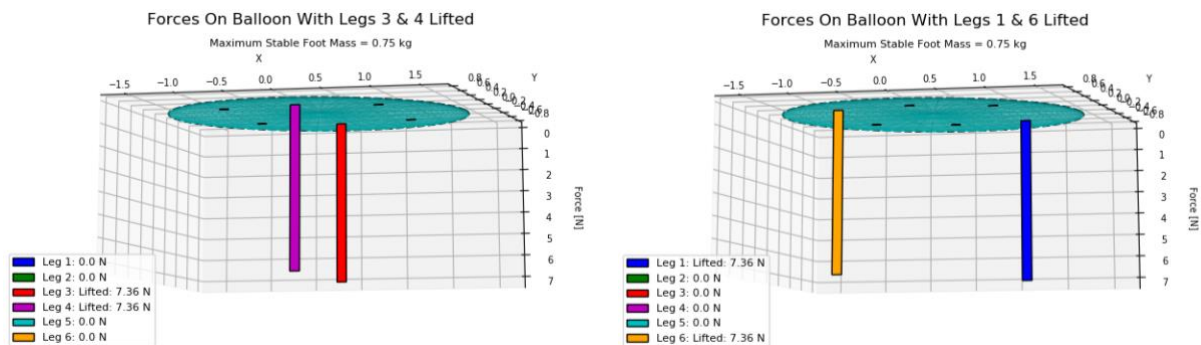 Forces On Balloon With Legs 3 & 4 Lifted
Maximum Stable Foot Mass = 0.75 kg
X
−1.5 −1.0 −0.5 0.0 0.5 1.0 1.5
Y
0.8
0
1
2
3
4
5
6
7
Force [N]
Leg 1: 0.0 N
Leg 2: 0.0 N
Leg 3: Lifted: 7.36 N
Leg 4: Lifted: 7.36 N
Leg 5: 0.0 N
Leg 6: 0.0 N
Forces On Balloon With Legs 1 & 6 Lifted
Maximum Stable Foot Mass = 0.75 kg
X
−1.5 −1.0 −0.5 0.0 0.5 1.0 1.5
Y
0.8
0
1
2
3
4
5
6
7
Force [N]
Leg 1: Lifted: 7.36 N
Leg 2: 0.0 N
Leg 3: 0.0 N
Leg 4: 0.0 N
Leg 5: 0.0 N
Leg 6: Lifted: 7.36 N